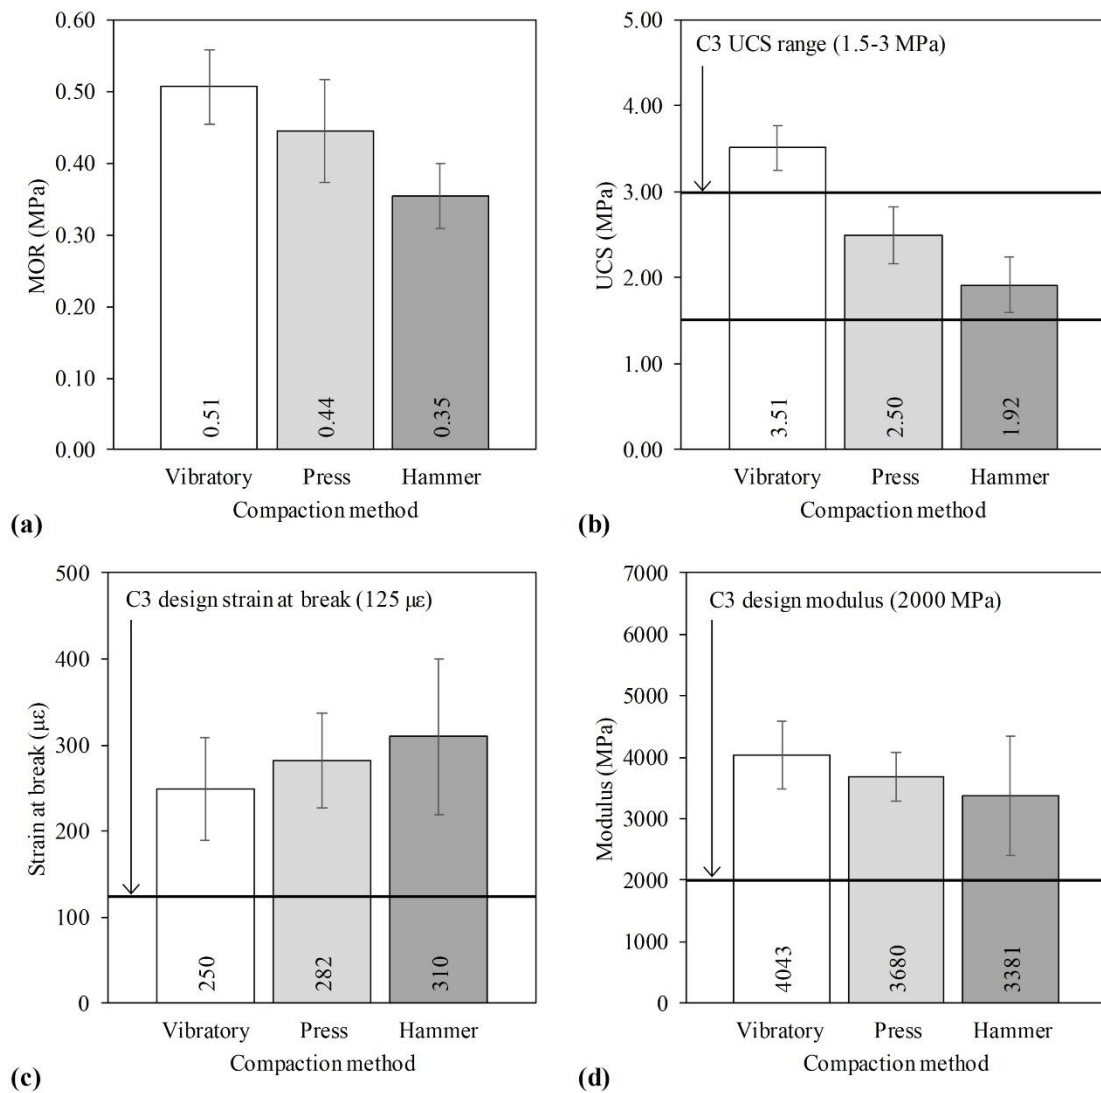 0.60
0.50
0.40
0.30
0.20
0.10
0.00
MOR (MPa)
0.51
0.44
0.35
Vibratory Press Hammer
Compaction method
(a)
5.00
4.00
3.00
2.00
1.00
0.00
UCS (MPa)
C3 UCS range (1.5-3 MPa)
3.51
2.50
1.92
Vibratory Press Hammer
Compaction method
(b)
500
400
300
200
100
0
Strain at break (με)
C3 design strain at break (125 με)
250
282
310
Vibratory Press Hammer
Compaction method
(c)
7000
6000
5000
4000
3000
2000
1000
0
Modulus (MPa)
C3 design modulus (2000 MPa)
4043
3680
3381
Vibratory Press Hammer
Compaction method
(d)